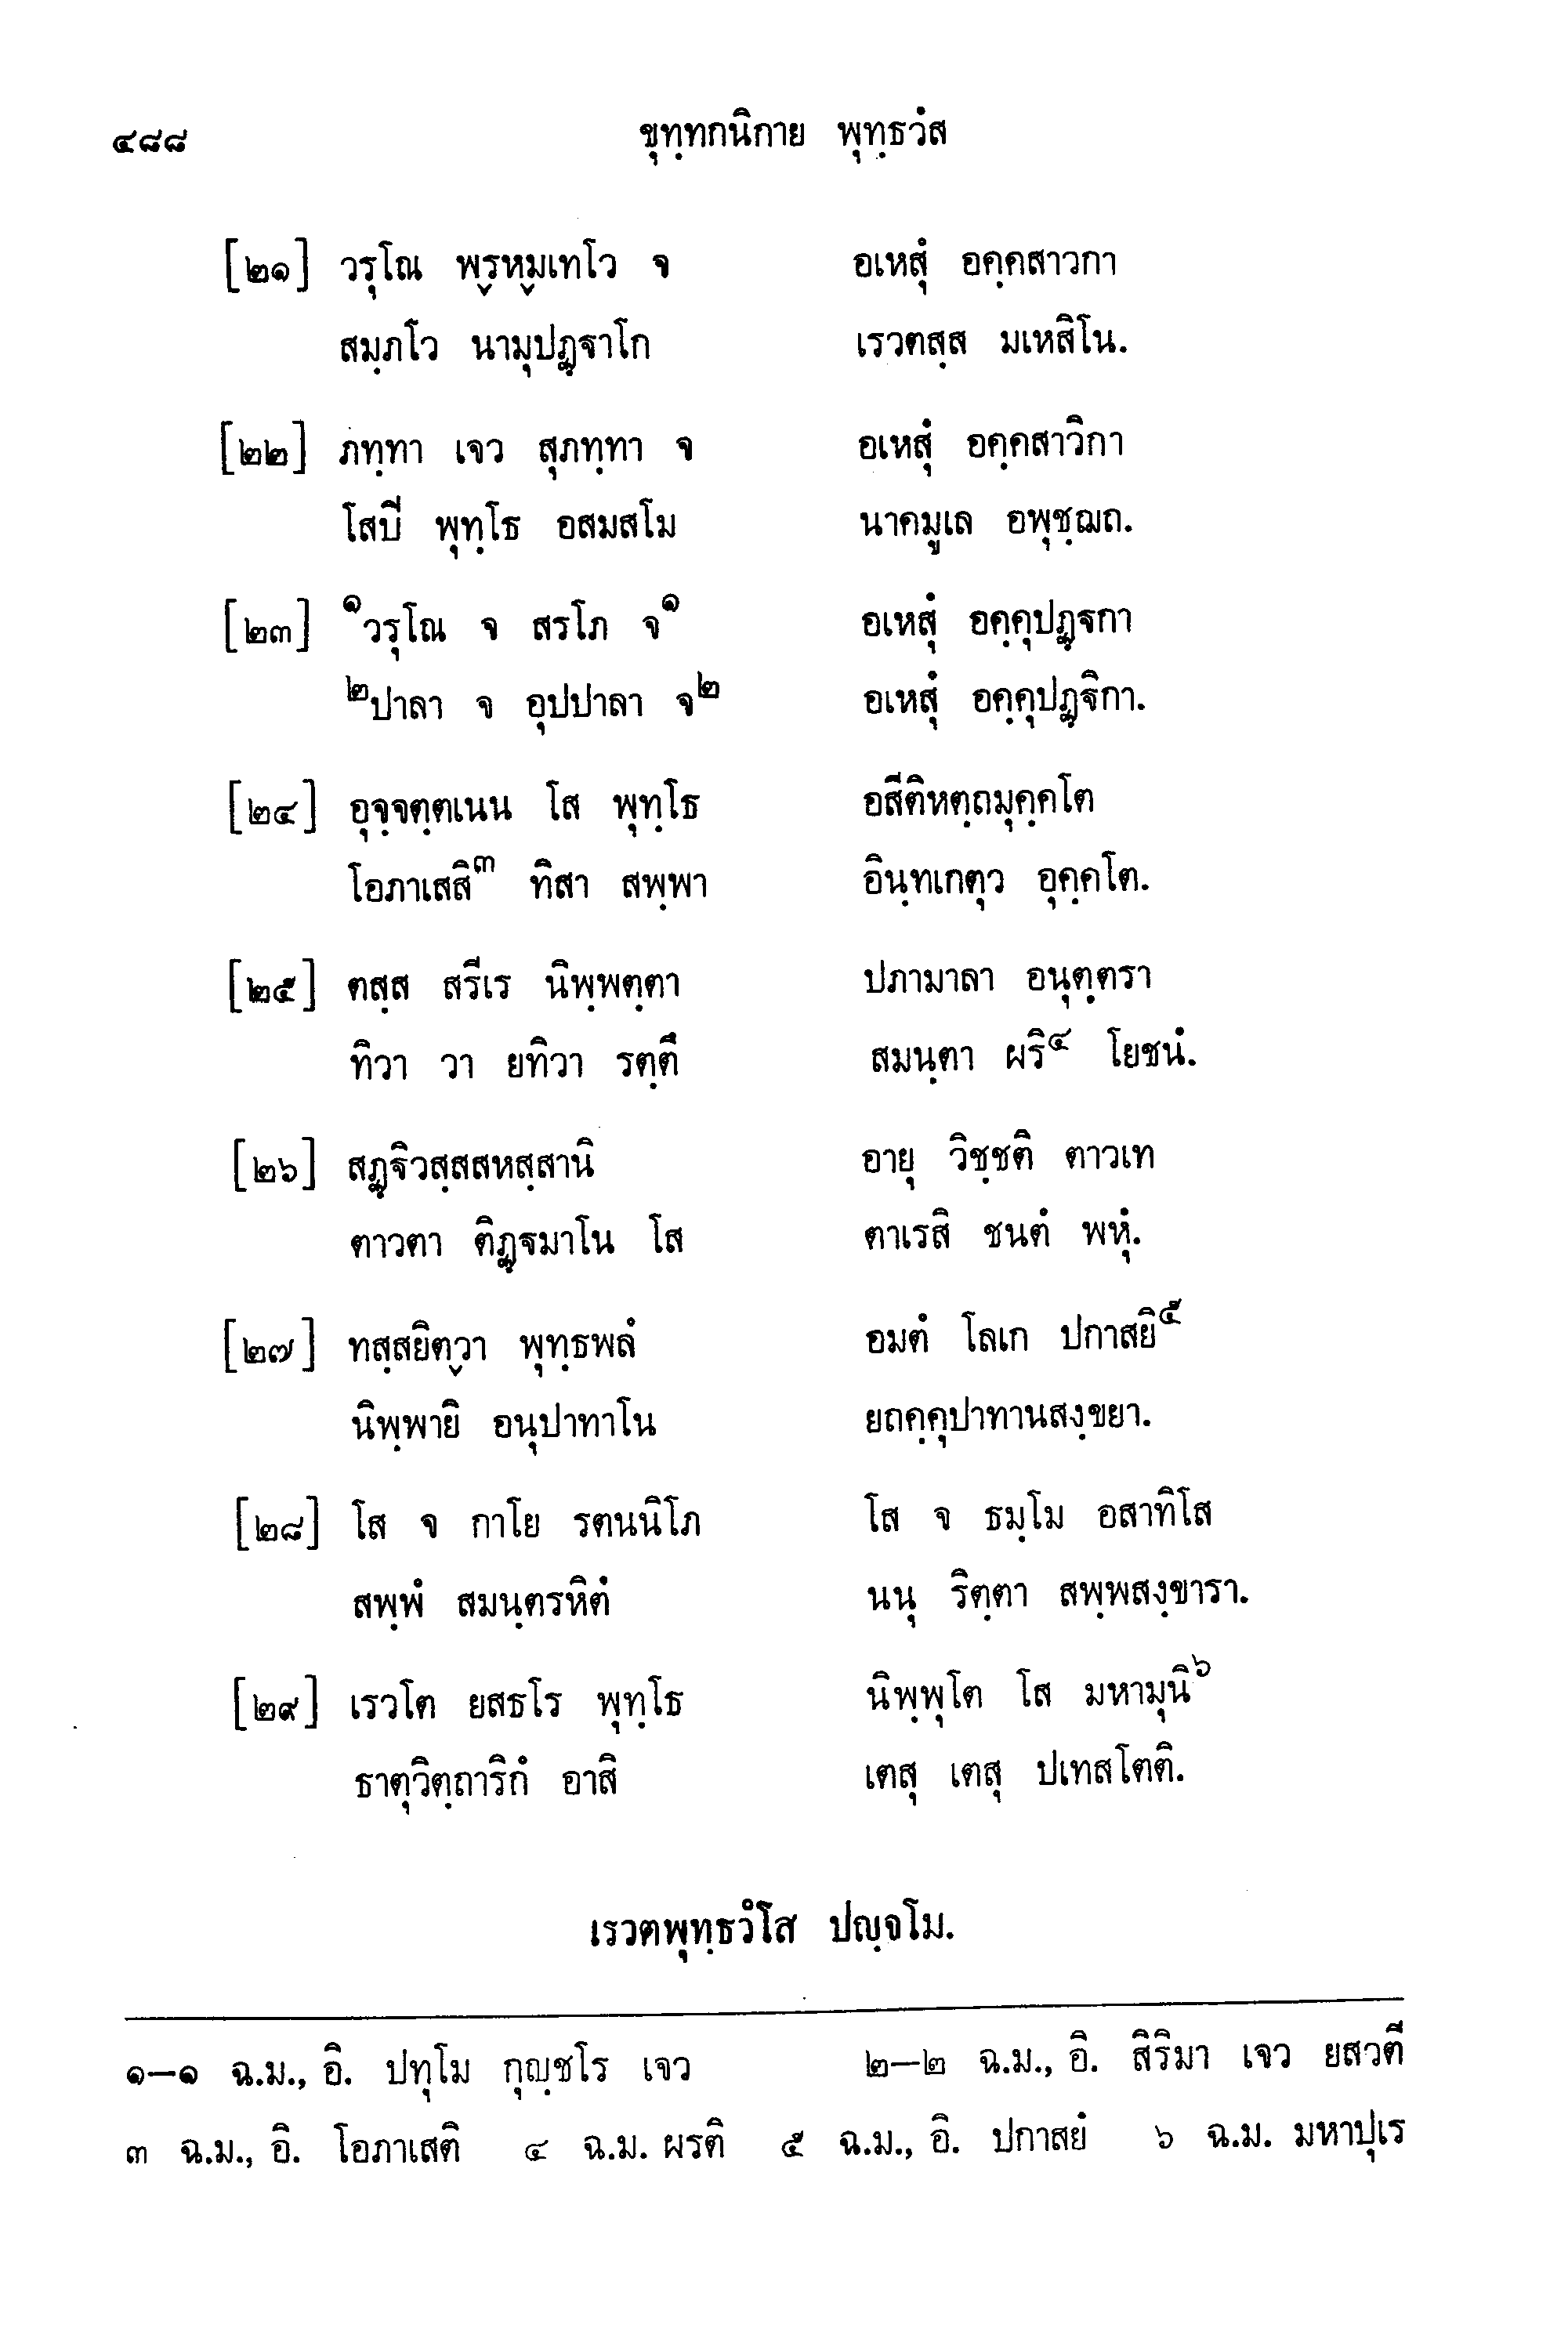 ๔๘๘ ขุทฺทกนิกาย พุทฺธวํส
[๒๑] วรุโณ พฺรหฺมเทโว จ อเหสุํ อคฺคสาวกา
สมฺภโว นามุปฏฺฐาโก เรวตสฺส มเหสิโน.
[๒๒] ภทฺทา เจว สุภทฺทา จ อเหสุํ อคฺคสาวิกา
โสปิ พุทฺโธ อสมสโม นาคมูเล อพุชฺฌถ.
[๒๓] ๑วรุโณ จ สรโภ จ๑ อเหสุํ อคฺคุปฏฺฐกา
๒ปาลา จ อุปปาลา จ๒ อเหสุํ อคฺคุปฏฺฐิกา.
[๒๔] อุจฺจตฺตเนน โส พุทฺโธ อสีติหตฺถมุคฺคโต
โอภาเสสิ๓ ทิสา สพฺพา อินฺทเกตุว อุคฺคโต.
[๒๕] ตสฺส สรีเร นิพฺพตฺตา ปภามาลา อนุตฺตรา
ทิวา วา ยทิวา รตฺตึ สมนฺตา ผริ๔ โยชนํ.
[๒๖] สฏฺฐิวสฺสสหสฺสานิ อายุ วิชฺชติ ตาวเท
ตาวตา ติฏฺฐมาโน โส ตาเรสิ ชนตํ พหุํ.
[๒๗] ทสฺสยิตฺวา พุทฺธพลํ อมตํ โลเก ปกาสยิ๕
นิพฺพายิ อนุปาทาโน ยถคฺคุปาทานสงฺขยา.
[๒๘] โส จ กาโย รตนนิโภ โส จ ธมฺโม อสาทิโส
สพฺพํ สมนฺตรหิตํ นนุ ริตฺตา สพฺพสงฺขารา.
[๒๙] เรวโต ยสธโร พุทฺโธ นิพฺพุโต โส มหามุนิ๖
ธาตุวิตฺถาริกํ อาสิ เตสุ เตสุ ปเทสโตติ.
เรวตพุทฺธวํโส ปญฺจโม.
๑–๑ ฉ.ม., อิ. ปทุโม กุญฺชโร เจว ๒–๒ ฉ.ม., อิ. สิริมา เจว ยสวตี
๓ ฉ.ม., อิ. โอภาเสติ ๔ ฉ.ม. ผรติ ๕ ฉ.ม., อิ. ปกาสยํ ๖ ฉ.ม. มหาปุเร